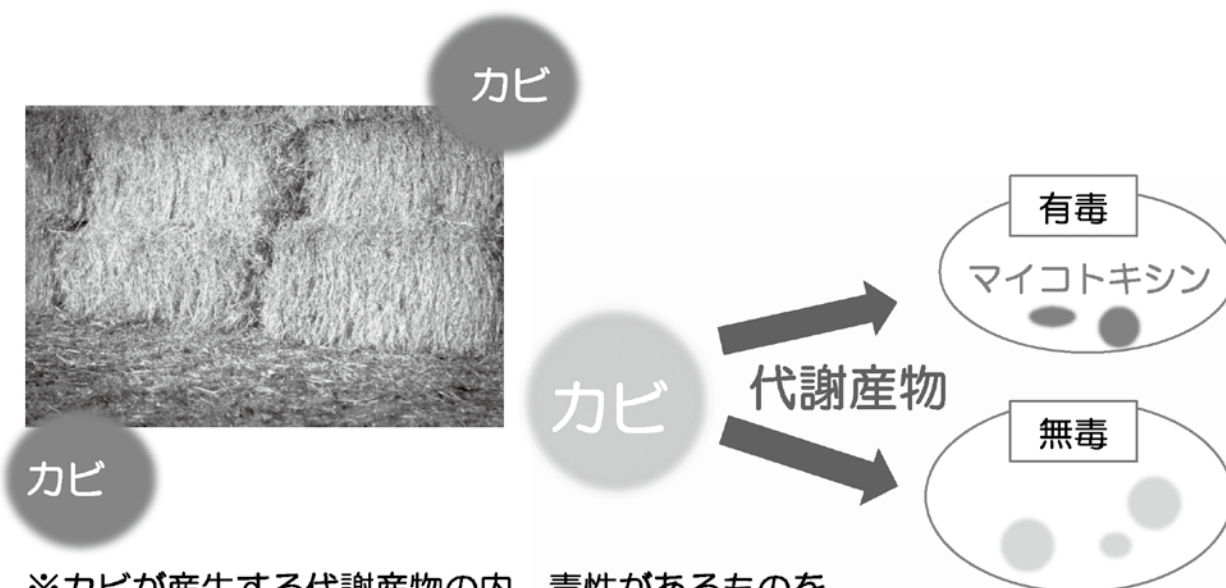 カビ
カビ
カビ
代謝産物
有毒
マイコトキシン
無毒
※カビが産生する代謝産物の内、毒性があるものを